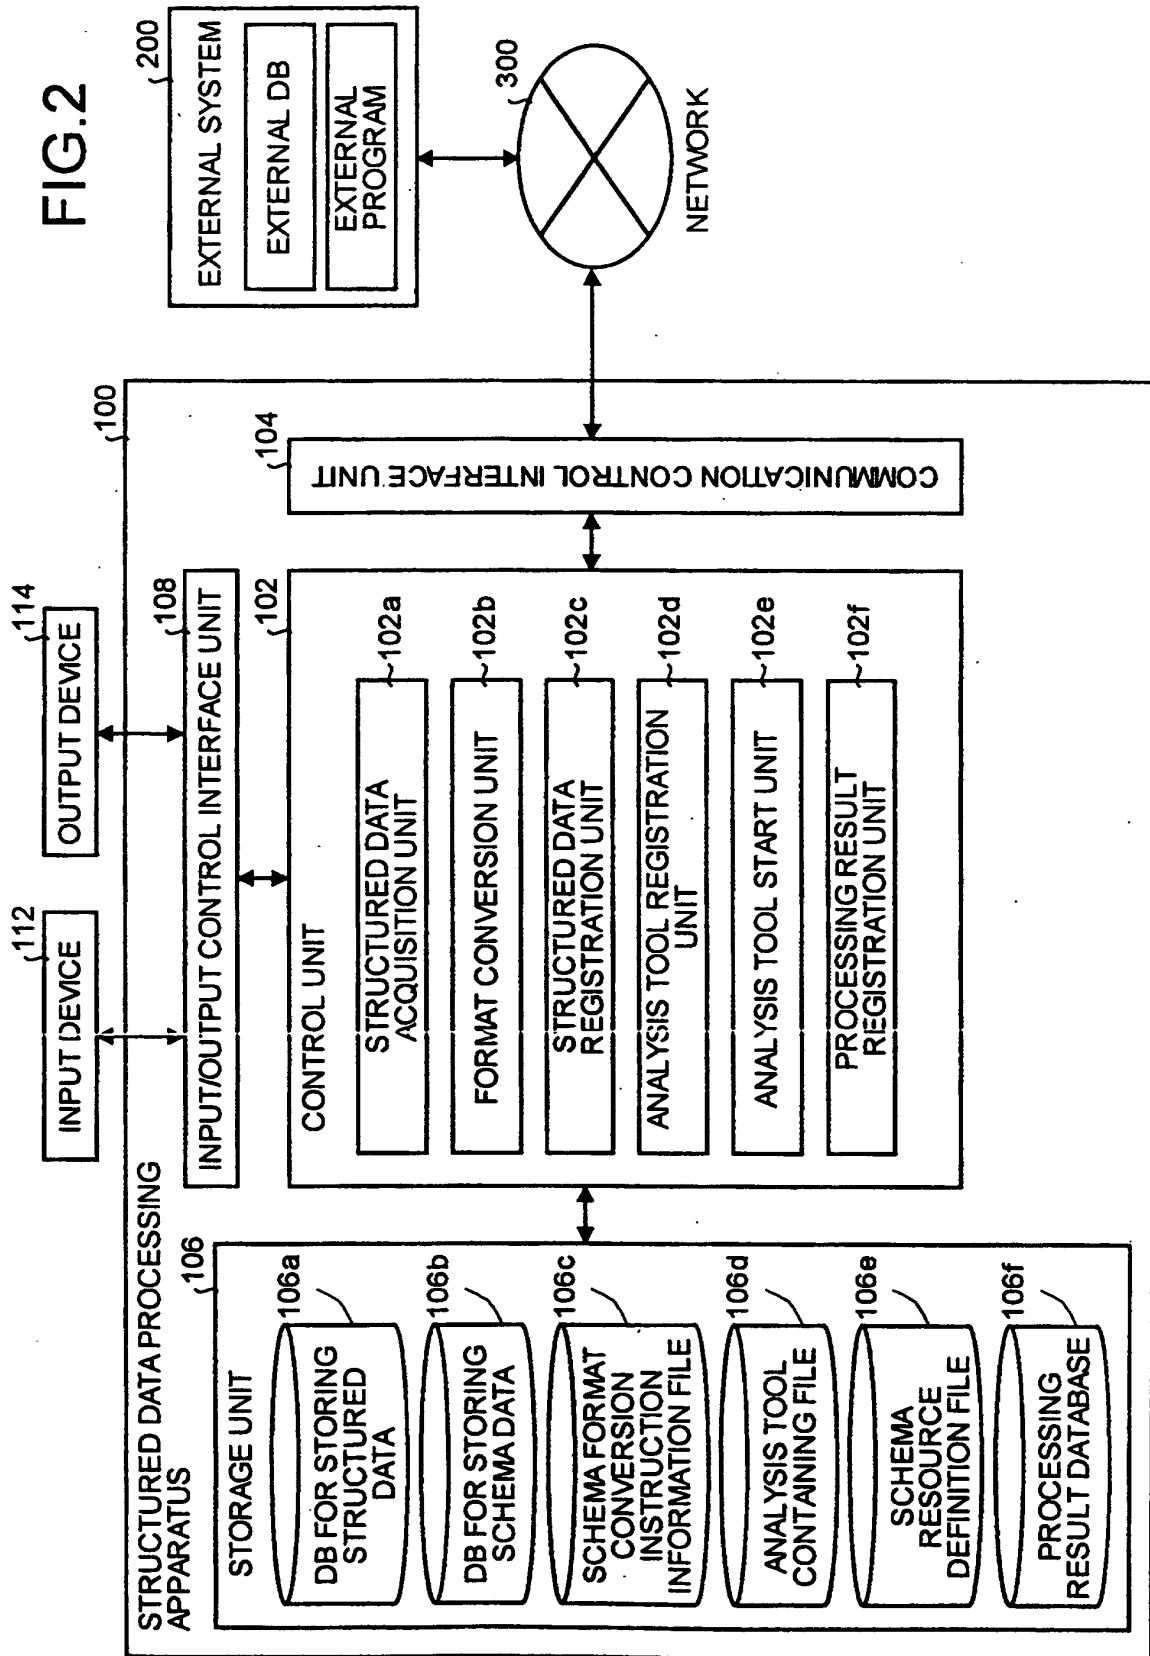 FIG.2
STRUCTURED DATA PROCESSING
APPARATUS
100
INPUT DEVICE
112
OUTPUT DEVICE
114
INPUT/OUTPUT CONTROL INTERFACE UNIT
108
STORAGE UNIT
106
DB FOR STORING
STRUCTURED
DATA
106a
DB FOR STORING
SCHEMA DATA
106b
SCHEMA FORMAT
CONVERSION
INSTRUCTION
INFORMATION FILE
106c
ANALYSIS TOOL
CONTAINING FILE
106d
SCHEMA
RESOURCE
DEFINITION FILE
106e
PROCESSING
RESULT DATABASE
106f
CONTROL UNIT
102
STRUCTURED DATA
ACQUISITION UNIT
102a
FORMAT CONVERSION UNIT
102b
STRUCTURED DATA
REGISTRATION UNIT
102c
ANALYSIS TOOL REGISTRATION
UNIT
102d
ANALYSIS TOOL START UNIT
102e
PROCESSING RESULT
REGISTRATION UNIT
102f
COMMUNICATION CONTROL INTERFACE UNIT
104
EXTERNAL SYSTEM
200
EXTERNAL DB
EXTERNAL
PROGRAM
300
NETWORK